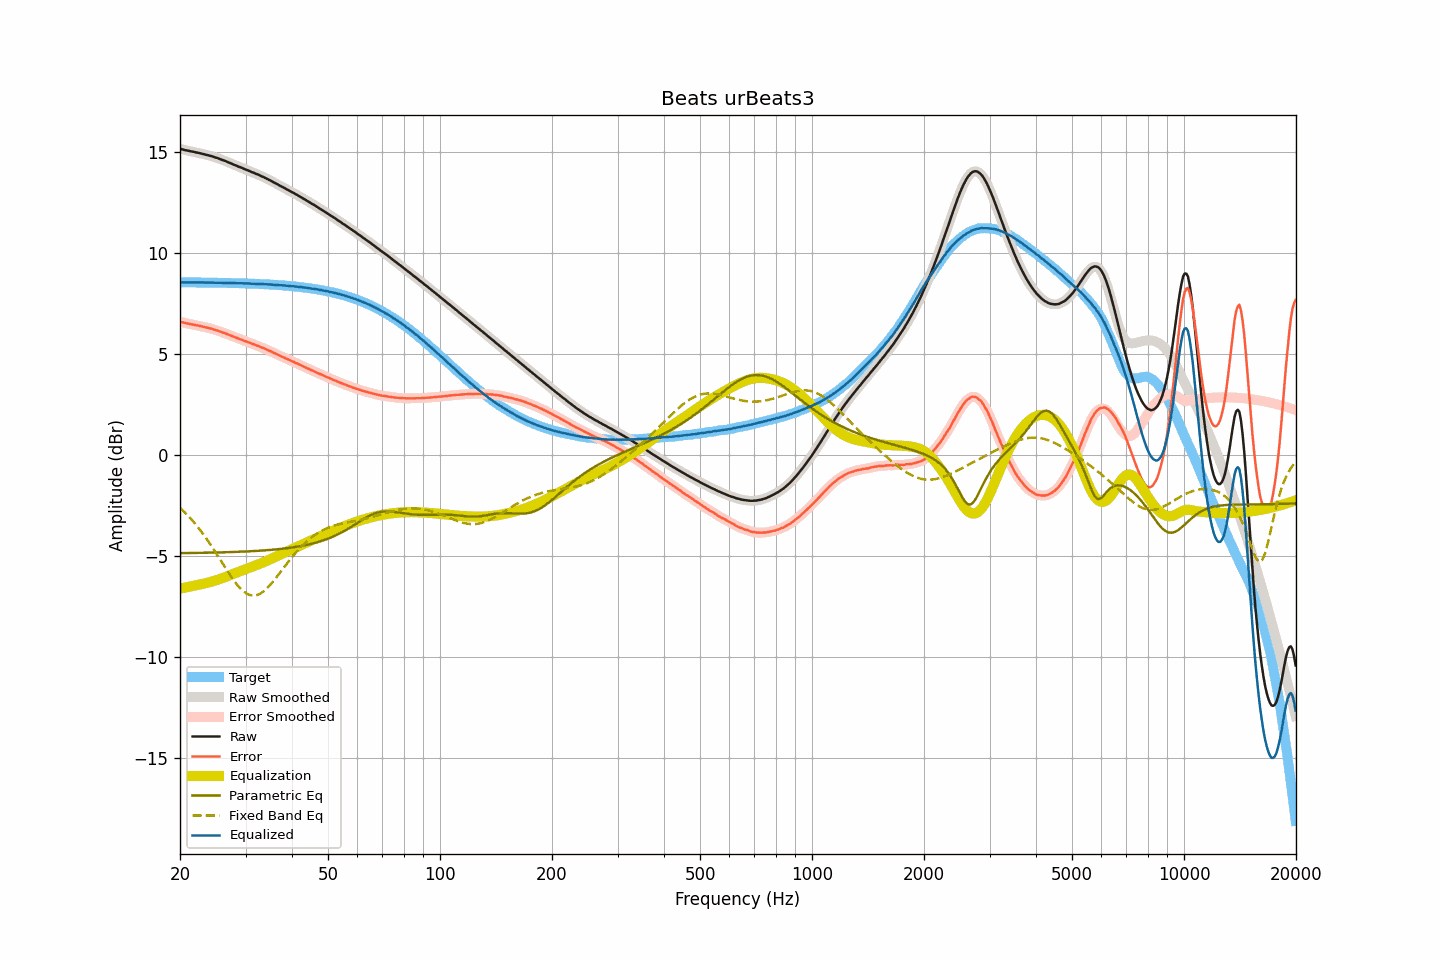 Beats urBeats3
Amplitude (dBr)
15
10
5
0
−5
−10
−15
Target
Raw Smoothed
Error Smoothed
Raw
Error
Equalization
Parametric Eq
Fixed Band Eq
Equalized
20 50 100 200 500 1000 2000 5000 10000 20000
Frequency (Hz)